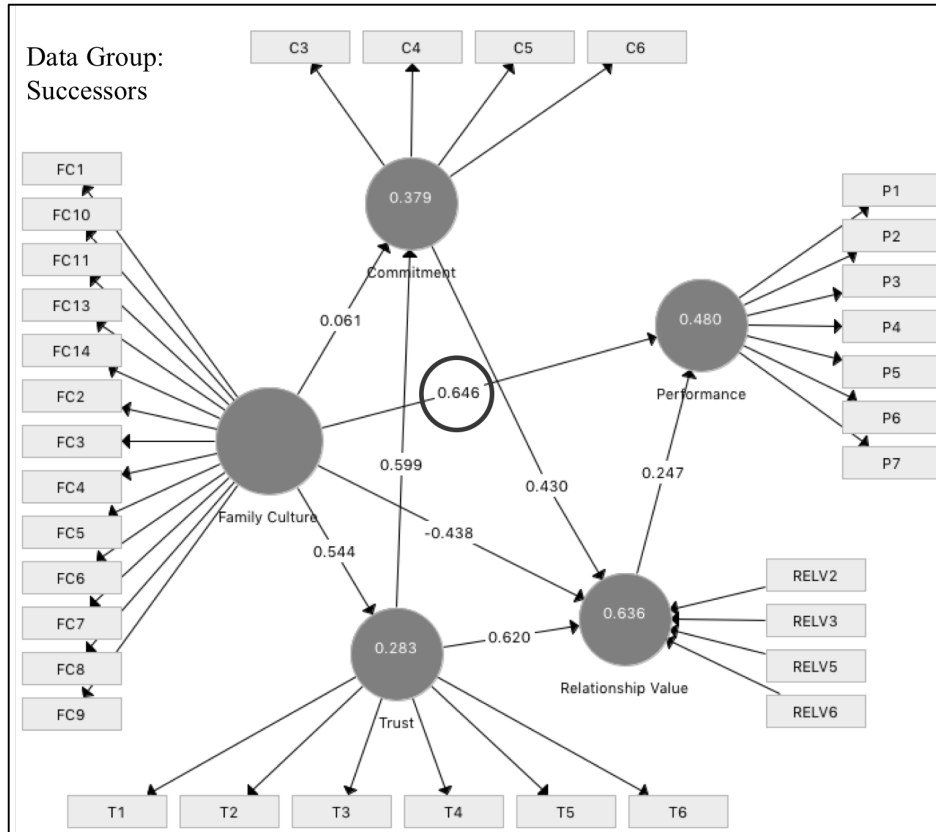 Data Group:
Successors
C3
C4
C5
C6
FC1
FC10
FC11
FC13
FC14
FC2
FC3
FC4
FC5
FC6
FC7
FC8
FC9
0.379
Commitment
0.061
0.646
0.599
0.430
-0.438
0.544
Family Culture
0.480
Performance
0.247
P1
P2
P3
P4
P5
P6
P7
0.283
Trust
0.620
0.636
Relationship Value
RELV2
RELV3
RELV5
RELV6
T1
T2
T3
T4
T5
T6